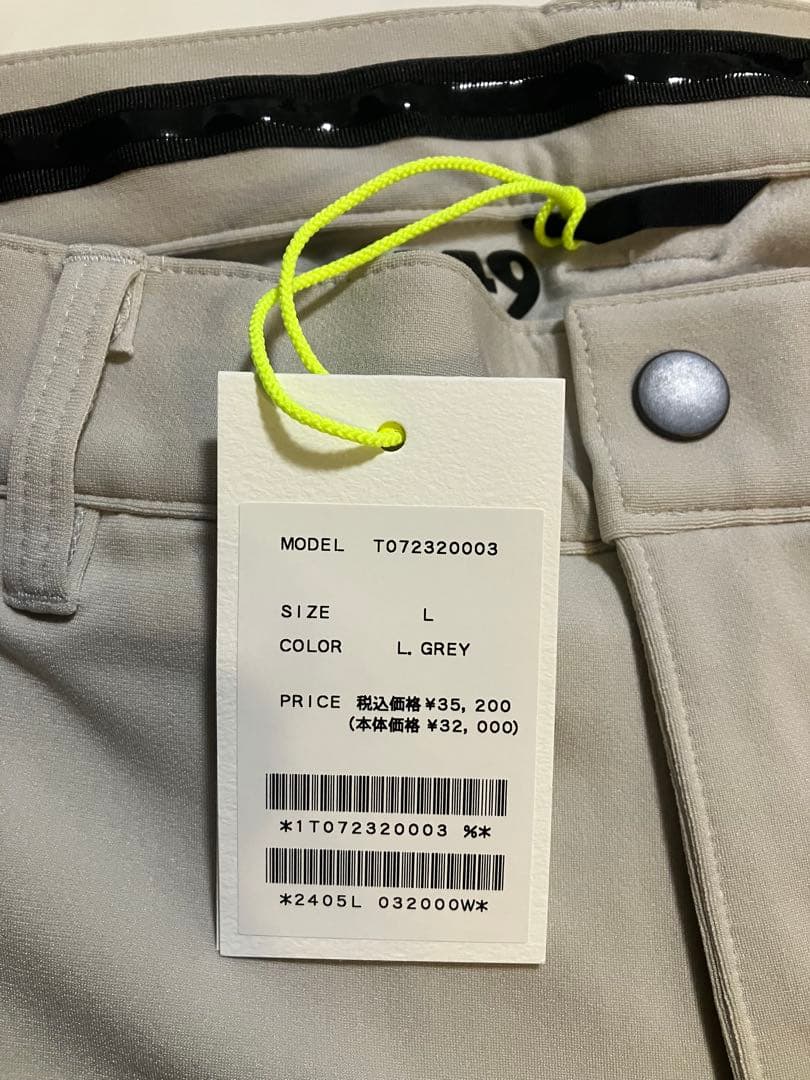 49
MODEL T072320003
SIZE L
COLOR L. GREY
PRICE 税込価格 ¥35, 200
(本体価格 ¥32, 000)
*1T072320003 %*
*2405L 032000W*